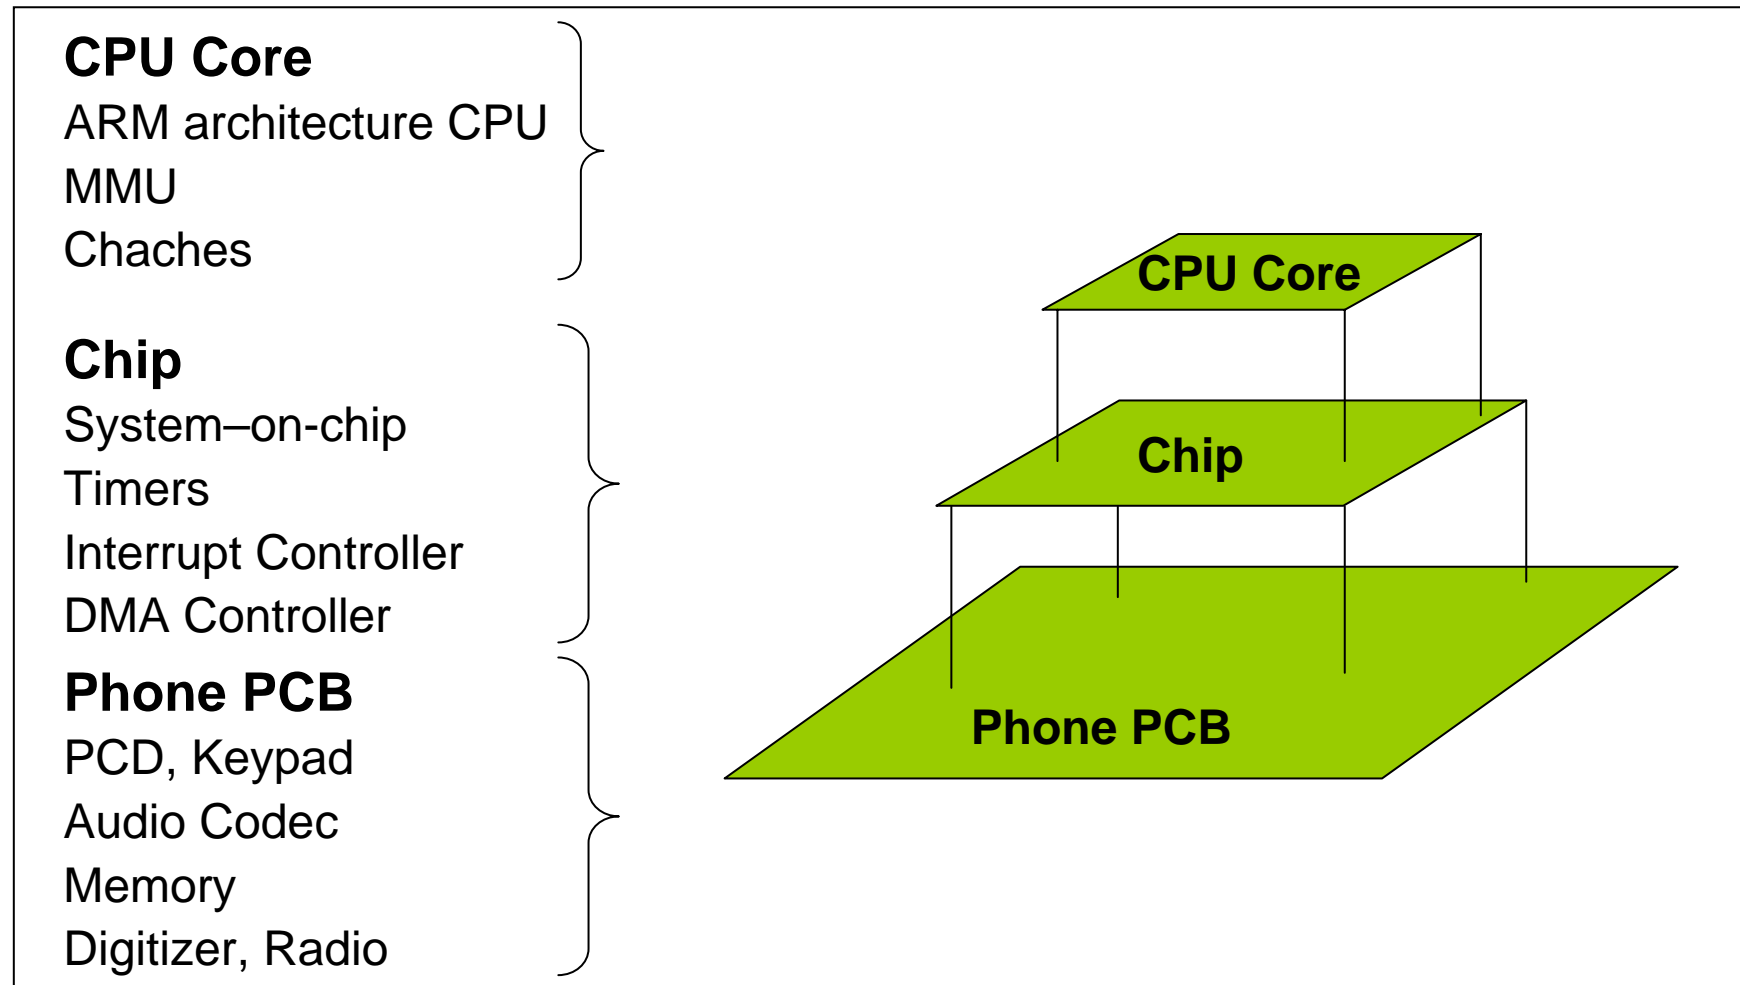 CPU Core
ARM architecture CPU
MMU
Chaches
Chip
System–on-chip
Timers
Interrupt Controller
DMA Controller
Phone PCB
PCD, Keypad
Audio Codec
Memory
Digitizer, Radio
CPU Core
Chip
Phone PCB